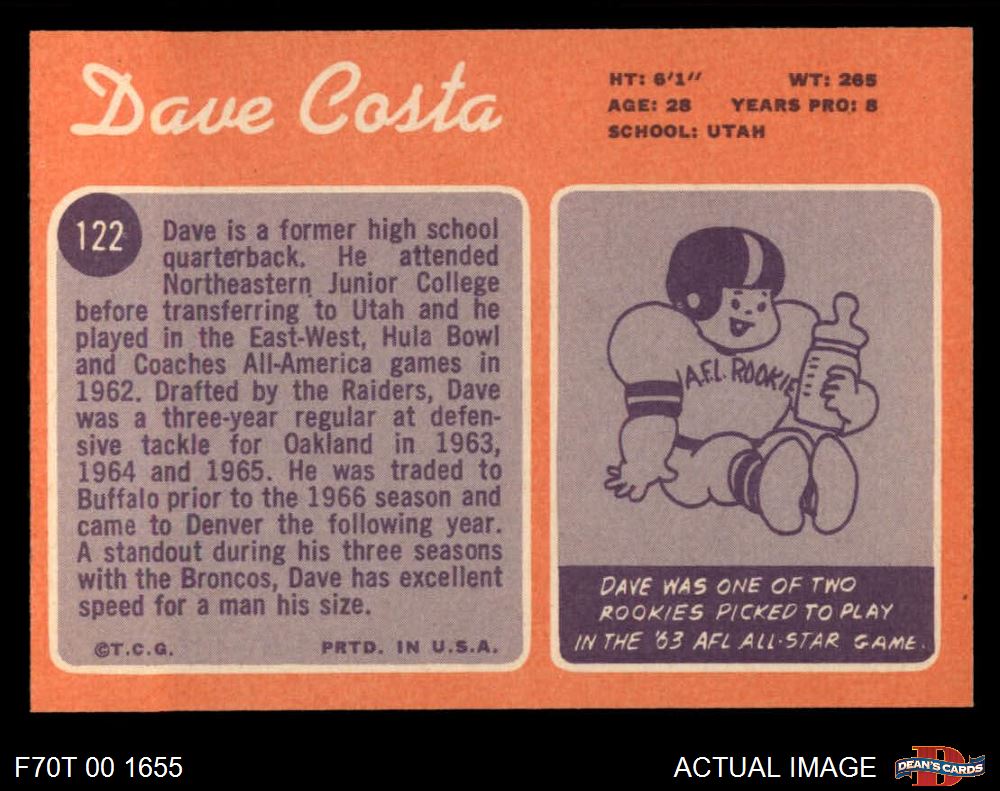 Dave Costa
HT: 6'1" WT: 265
AGE: 28 YEARS PRO: 8
SCHOOL: UTAH
122
Dave is a former high school
quarterback. He attended
Northeastern Junior College
before transferring to Utah and he
played in the East-West, Hula Bowl
and Coaches All-America games in
1962. Drafted by the Raiders, Dave
was a three-year regular at defen-
sive tackle for Oakland in 1963,
1964 and 1965. He was traded to
Buffalo prior to the 1966 season and
came to Denver the following year.
A standout during his three seasons
with the Broncos, Dave has excellent
speed for a man his size.
©T.C.G. PRTD. IN U.S.A.
A.F.L. ROOKIE
DAVE WAS ONE OF TWO
ROOKIES PICKED TO PLAY
IN THE '63 AFL ALL-STAR GAME.
F70T 00 1655
ACTUAL IMAGE
D
DEAN'S CARDS